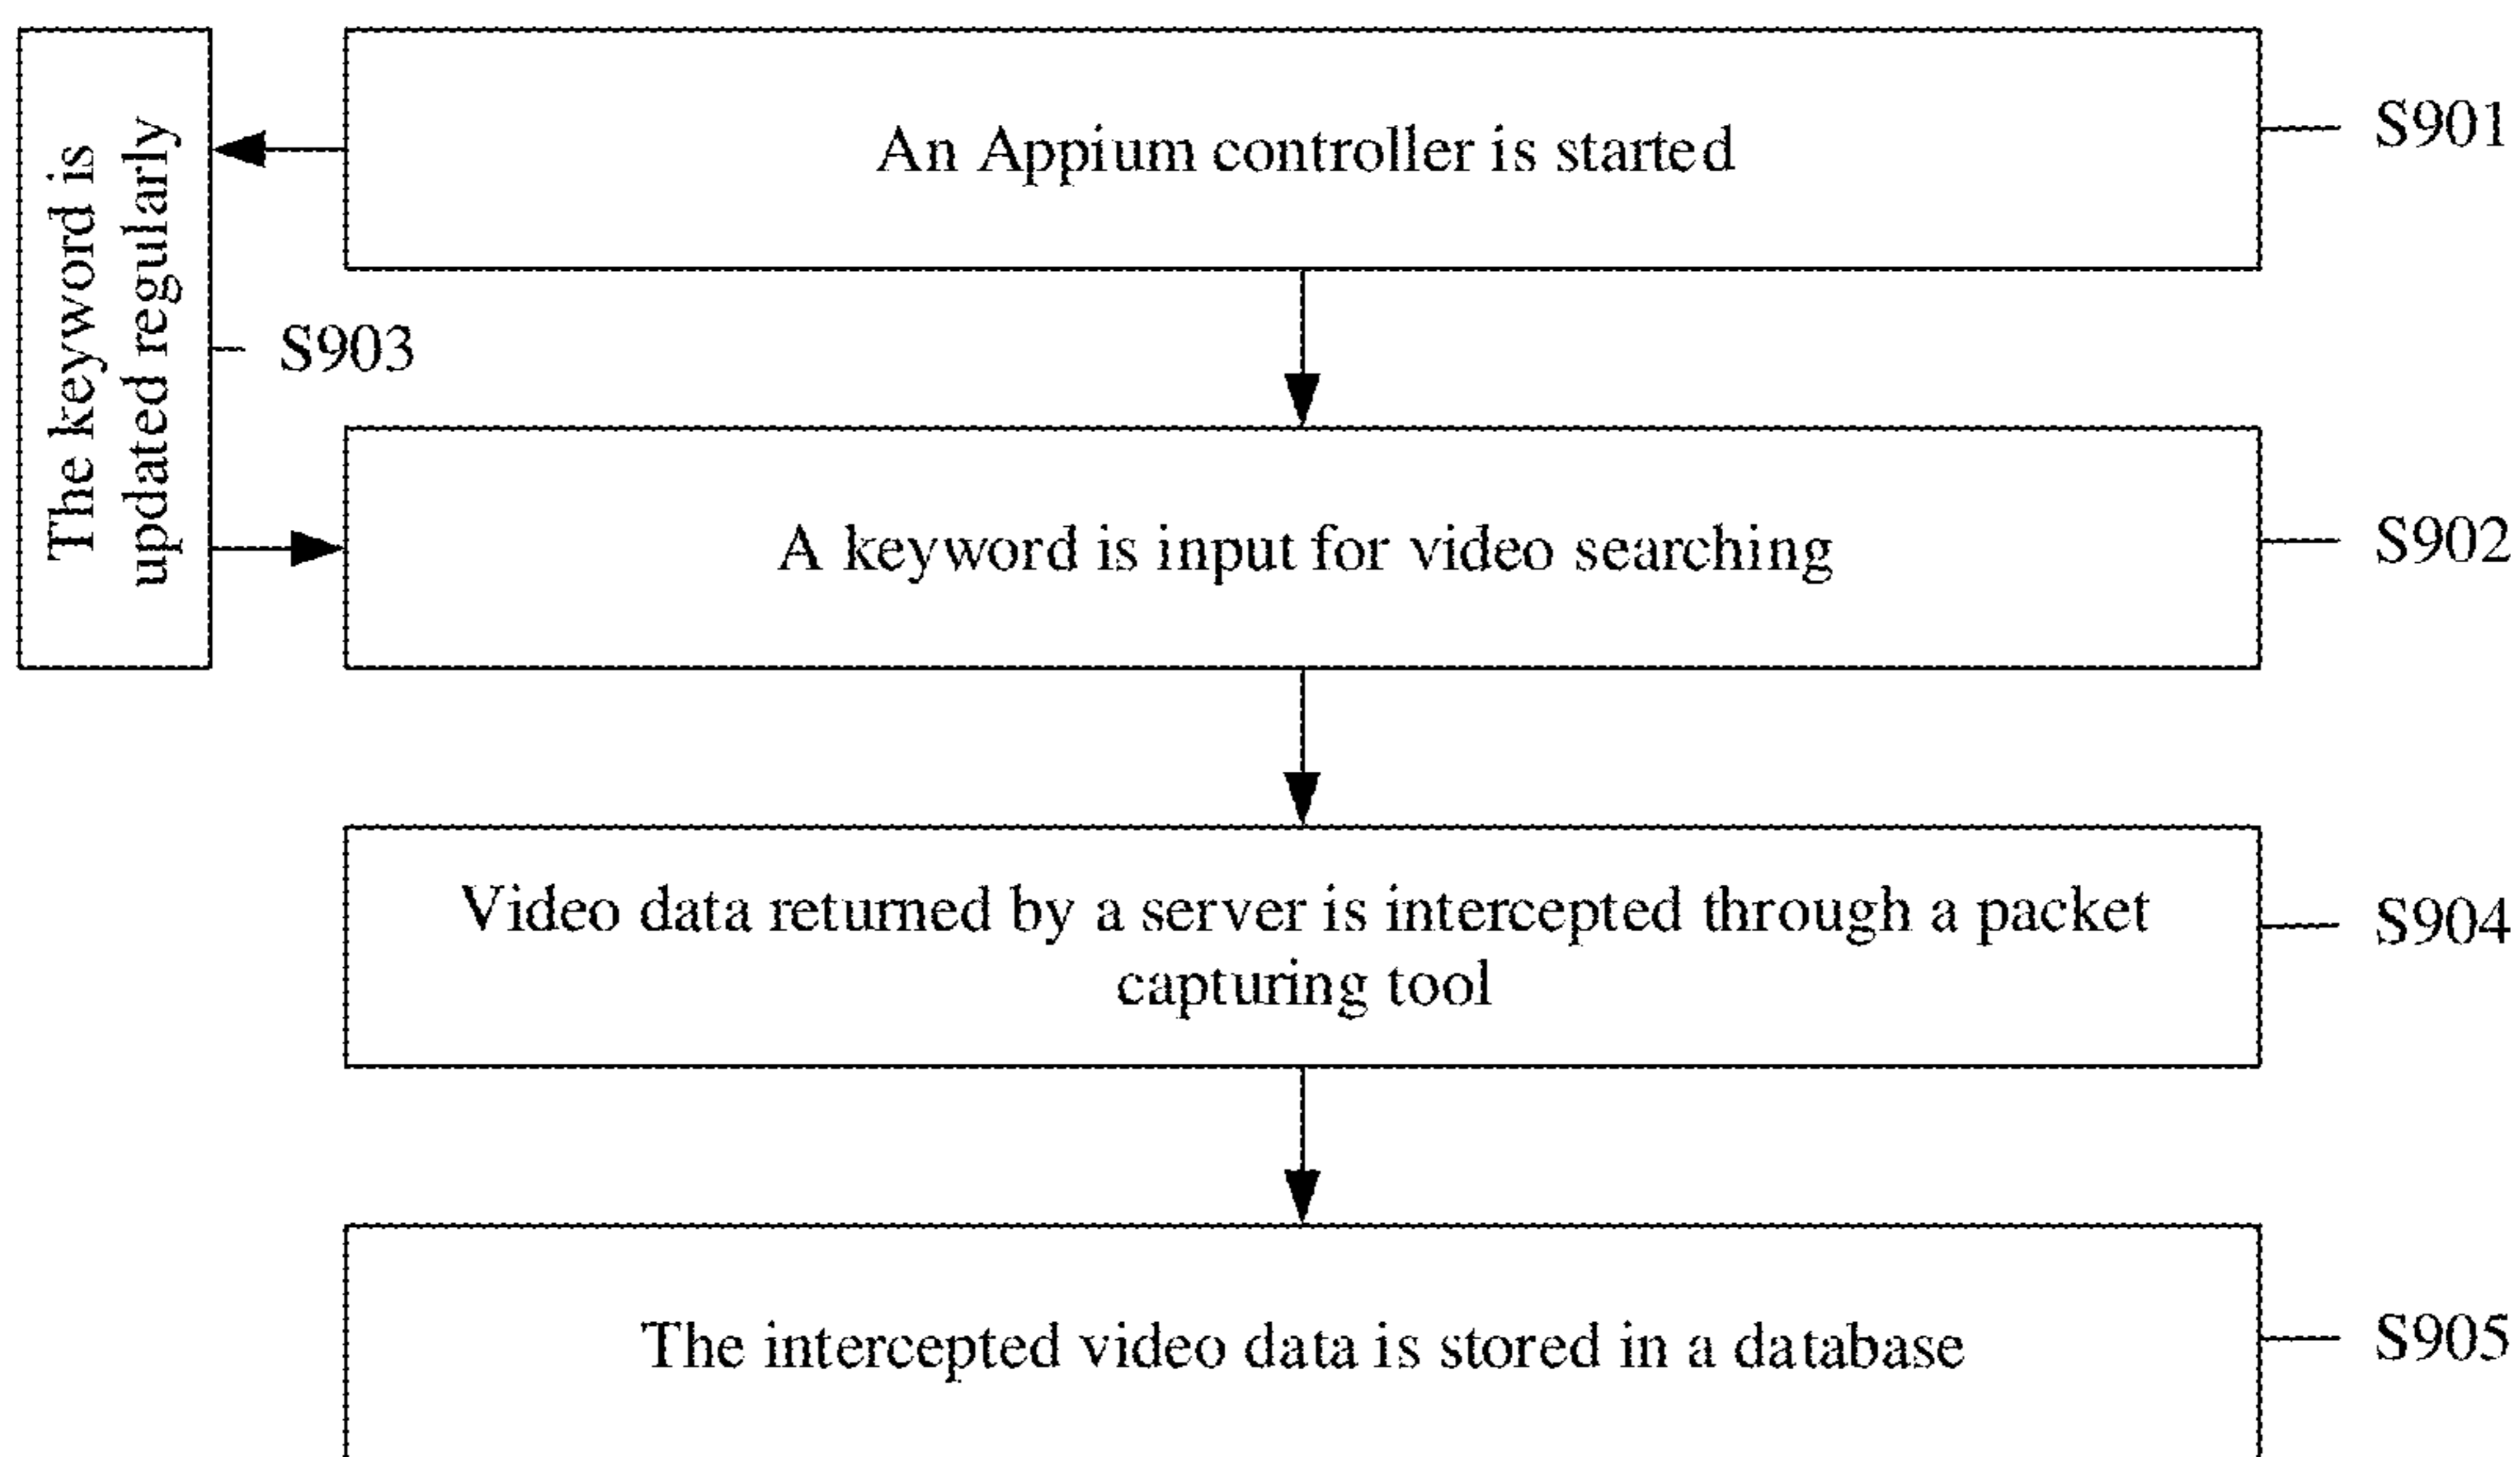 The keyword is
updated regularly
An Appium controller is started
S901
S903
A keyword is input for video searching
S902
Video data returned by a server is intercepted through a packet
capturing tool
S904
The intercepted video data is stored in a database
S905